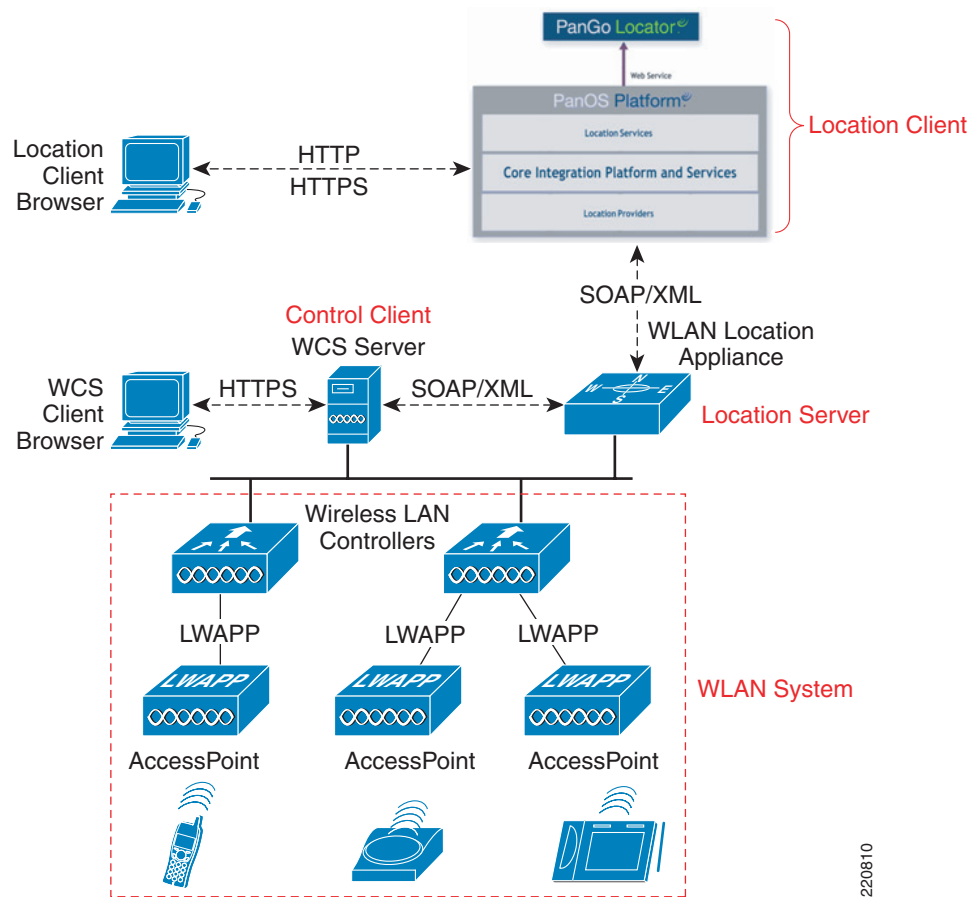 PanGo Locator
Web Service
PanOS Platform
Location Services
Core Integration Platform and Services
Location Providers
Location Client
Location
Client
Browser
HTTP
HTTPS
SOAP/XML
Control Client
WCS Server
WLAN Location
Appliance
WCS
Client
Browser
HTTPS
SOAP/XML
N
W
E
S
Location Server
Wireless LAN
Controllers
LWAPP
LWAPP
LWAPP
LWAPP
LWAPP
LWAPP
WLAN System
AccessPoint
AccessPoint
AccessPoint
220810